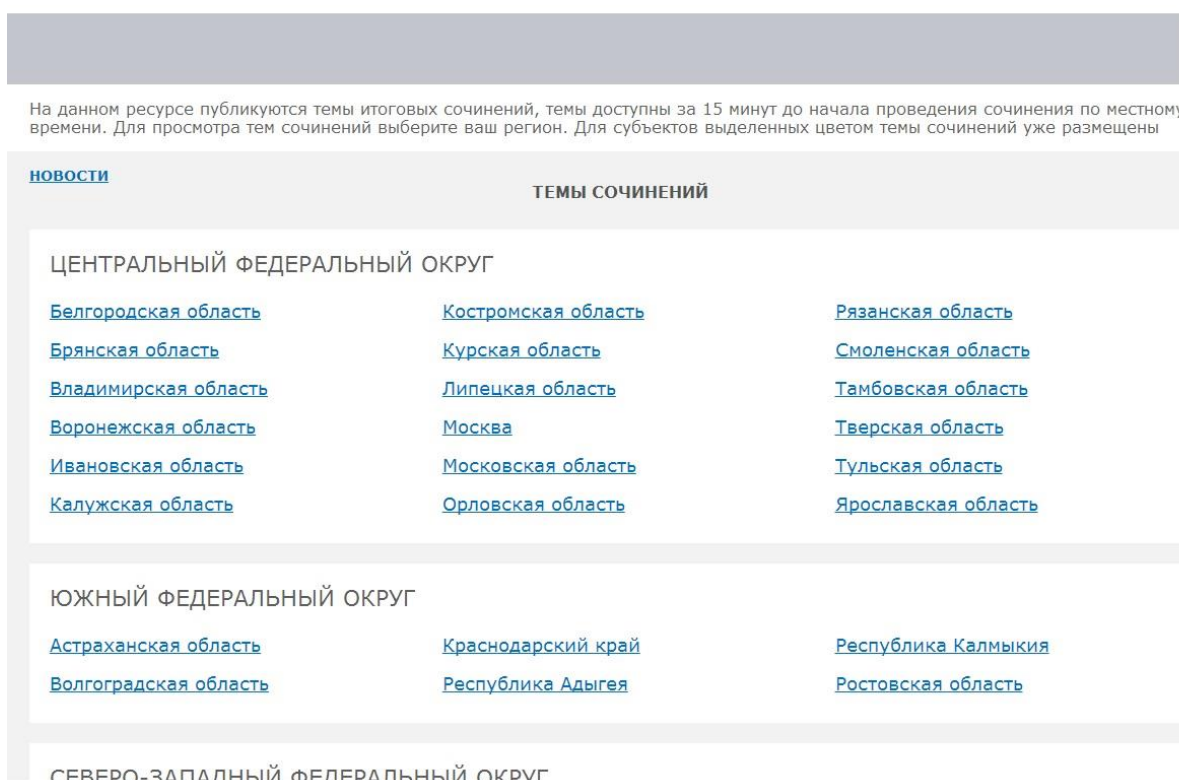 На данном ресурсе публикуются темы итоговых сочинений, темы доступны за 15 минут до начала проведения сочинения по местному
времени. Для просмотра тем сочинений выберите ваш регион. Для субъектов выделенных цветом темы сочинений уже размещены
НОВОСТИ
ТЕМЫ СОЧИНЕНИЙ
ЦЕНТРАЛЬНЫЙ ФЕДЕРАЛЬНЫЙ ОКРУГ
Белгородская область Костромская область Рязанская область
Брянская область Курская область Смоленская область
Владимирская область Липецкая область Тамбовская область
Воронежская область Москва Тверская область
Ивановская область Московская область Тульская область
Калужская область Орловская область Ярославская область
ЮЖНЫЙ ФЕДЕРАЛЬНЫЙ ОКРУГ
Астраханская область Краснодарский край Республика Калмыкия
Волгоградская область Республика Адыгея Ростовская область
СЕВЕРО-ЗАПАДНЫЙ ФЕДЕРАЛЬНЫЙ ОКРУГ